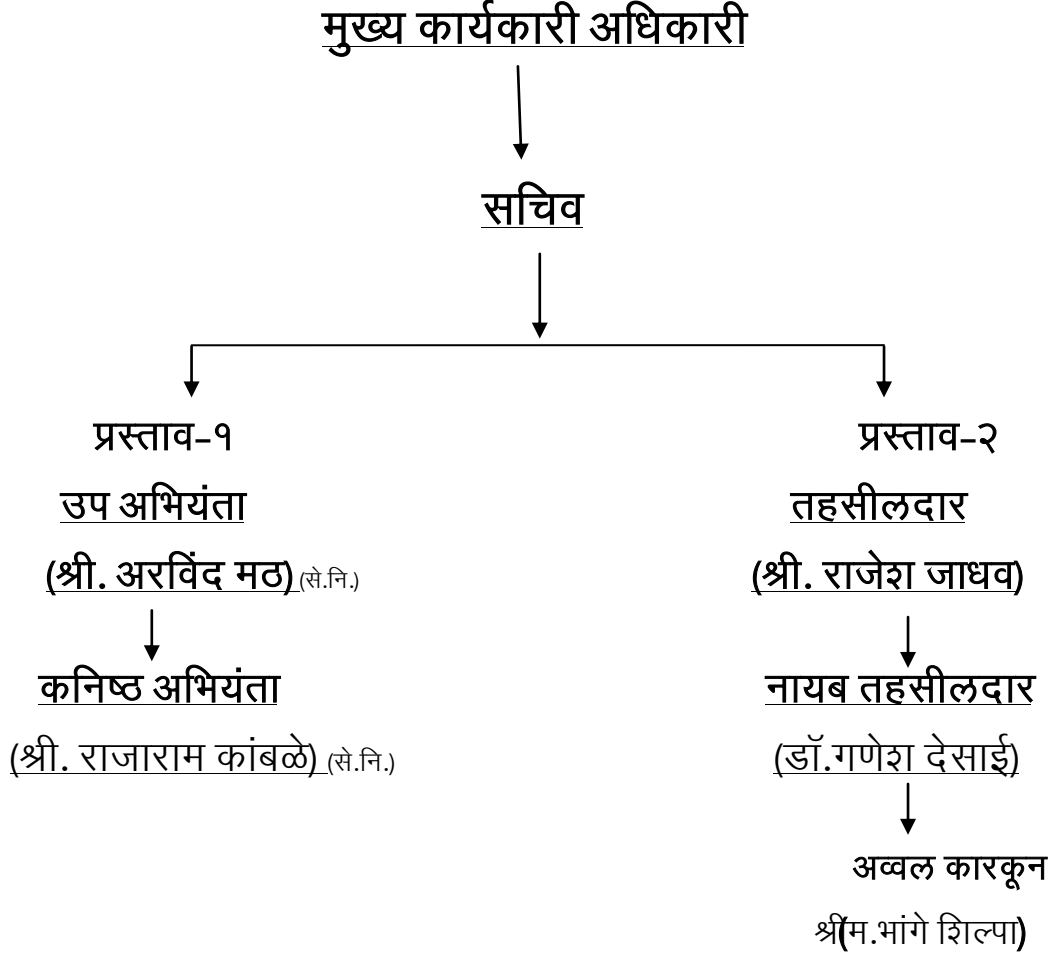 मुख्य कार्यकारी अधिकारी
सचिव
प्रस्ताव–१
उप अभियंता
(श्री. अरविंद मठ) (से.नि.)
कनिष्ठ अभियंता
(श्री. राजाराम कांबळे) (से.नि.)
प्रस्ताव–२
तहसीलदार
(श्री. राजेश जाधव)
नायब तहसीलदार
(डॉ.गणेश देसाई)
अव्वल कारकून
(श्रीम.भांगे शिल्पा)